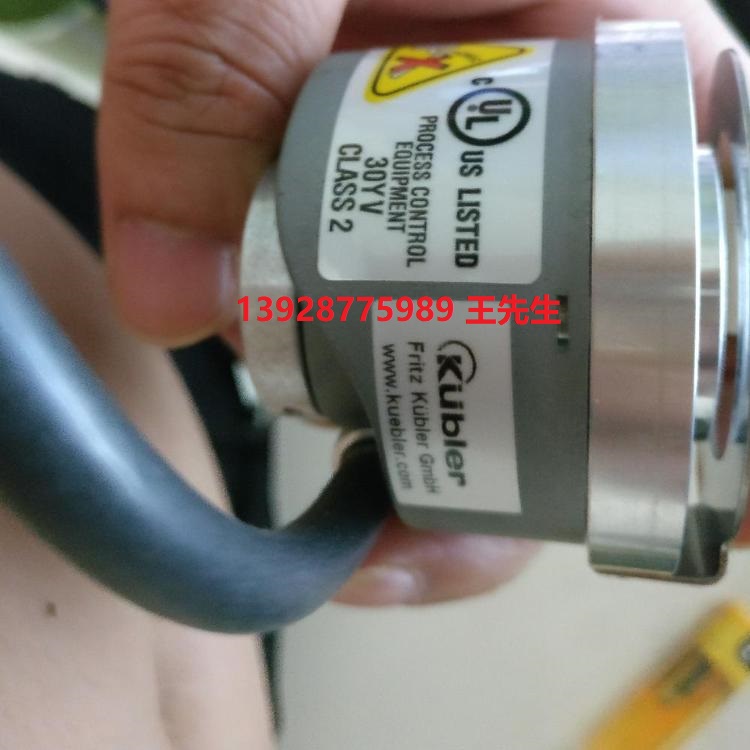 C UL US LISTED
PROCESS CONTROL
EQUIPMENT
30YV
CLASS 2
13928775989 王先生
Kübler
Fritz Kübler GmbH
www.kuebler.com